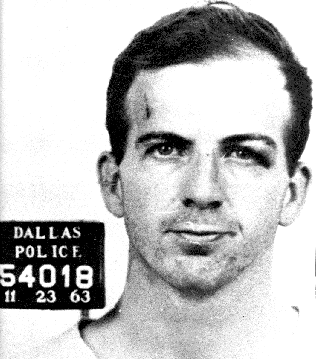 DALLAS
POLICE
54018
11 23 63